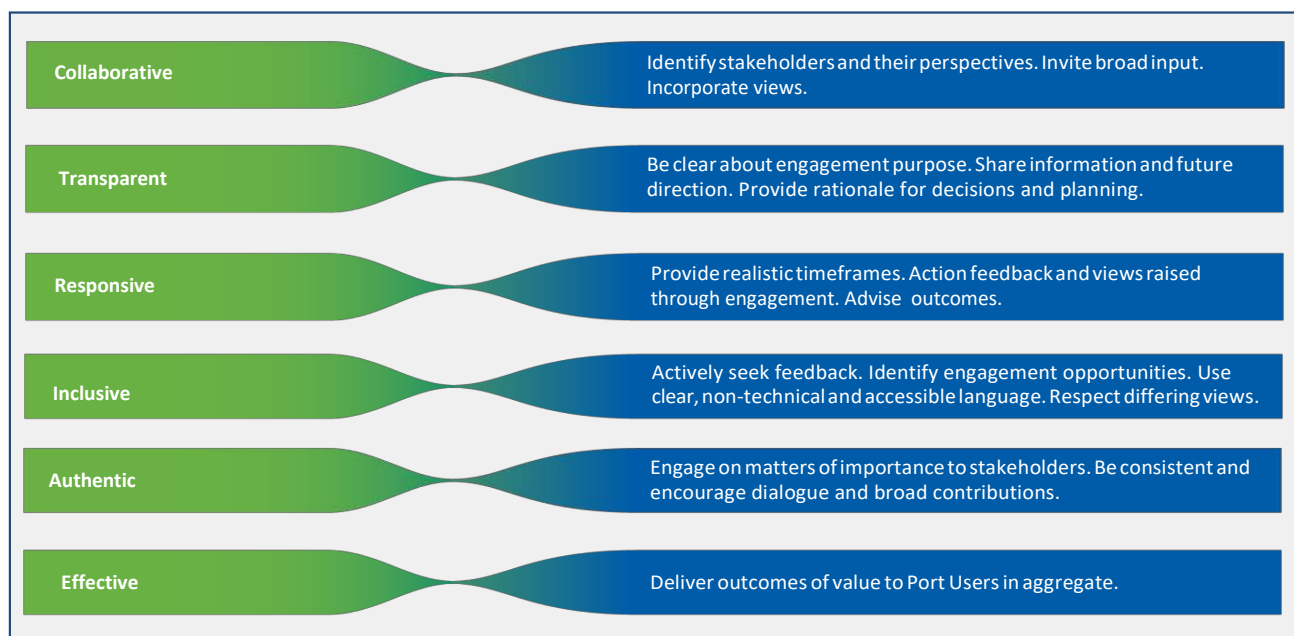 Collaborative
Identify stakeholders and their perspectives. Invite broad input.
Incorporate views.
Transparent
Be clear about engagement purpose. Share information and future
direction. Provide rationale for decisions and planning.
Responsive
Provide realistic timeframes. Action feedback and views raised
through engagement. Advise outcomes.
Inclusive
Actively seek feedback. Identify engagement opportunities. Use
clear, non-technical and accessible language. Respect differing views.
Authentic
Engage on matters of importance to stakeholders. Be consistent and
encourage dialogue and broad contributions.
Effective
Deliver outcomes of value to Port Users in aggregate.